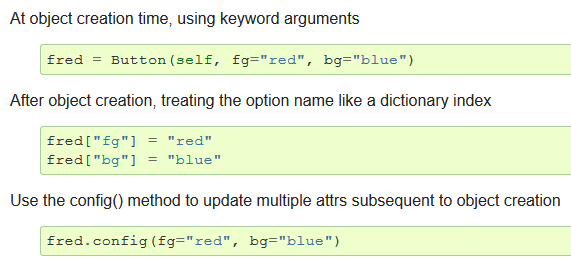 At object creation time, using keyword arguments
fred = Button(self, fg="red", bg="blue")
After object creation, treating the option name like a dictionary index
fred["fg"] = "red"
fred["bg"] = "blue"
Use the config() method to update multiple attrs subsequent to object creation
fred.config(fg="red", bg="blue")